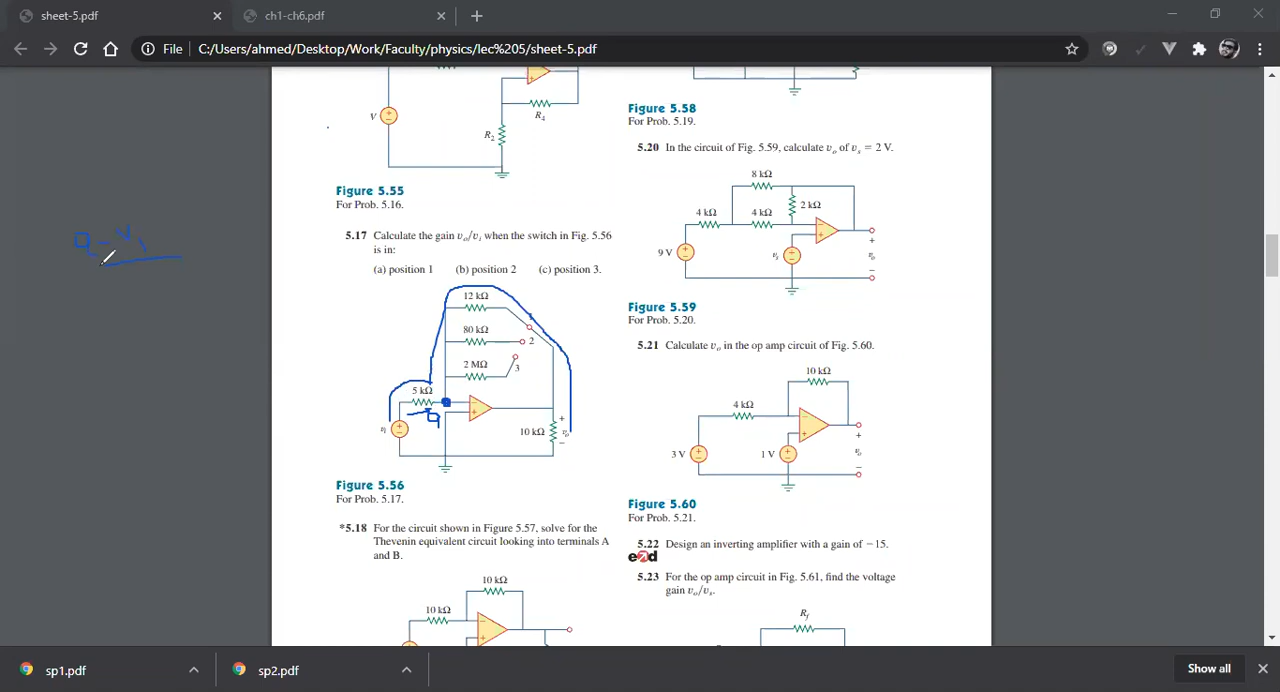 sheet-5.pdf
ch1-ch6.pdf
File
C:/Users/ahmed/Desktop/Work/Faculty/physics/lec%205/sheet-5.pdf
V
R2
R4
Figure 5.55
For Prob. 5.16.
5.17 Calculate the gain vo/vi when the switch in Fig. 5.56
is in:
(a) position 1 (b) position 2 (c) position 3.
12 kΩ
80 kΩ
2
2 MΩ
3
5 kΩ
vi
a
10 kΩ
vo
Figure 5.56
For Prob. 5.17.
*5.18 For the circuit shown in Figure 5.57, solve for the
Thevenin equivalent circuit looking into terminals A
and B.
10 kΩ
10 kΩ
Figure 5.58
For Prob. 5.19.
5.20 In the circuit of Fig. 5.59, calculate vo of vs = 2 V.
8 kΩ
4 kΩ
4 kΩ
2 kΩ
9 V
vs
vo
Figure 5.59
For Prob. 5.20.
5.21 Calculate vo in the op amp circuit of Fig. 5.60.
10 kΩ
4 kΩ
3 V
1 V
vo
Figure 5.60
For Prob. 5.21.
5.22 Design an inverting amplifier with a gain of −15.
5.23 For the op amp circuit in Fig. 5.61, find the voltage
gain vo/vs.
Rf
sp1.pdf
sp2.pdf
Show all